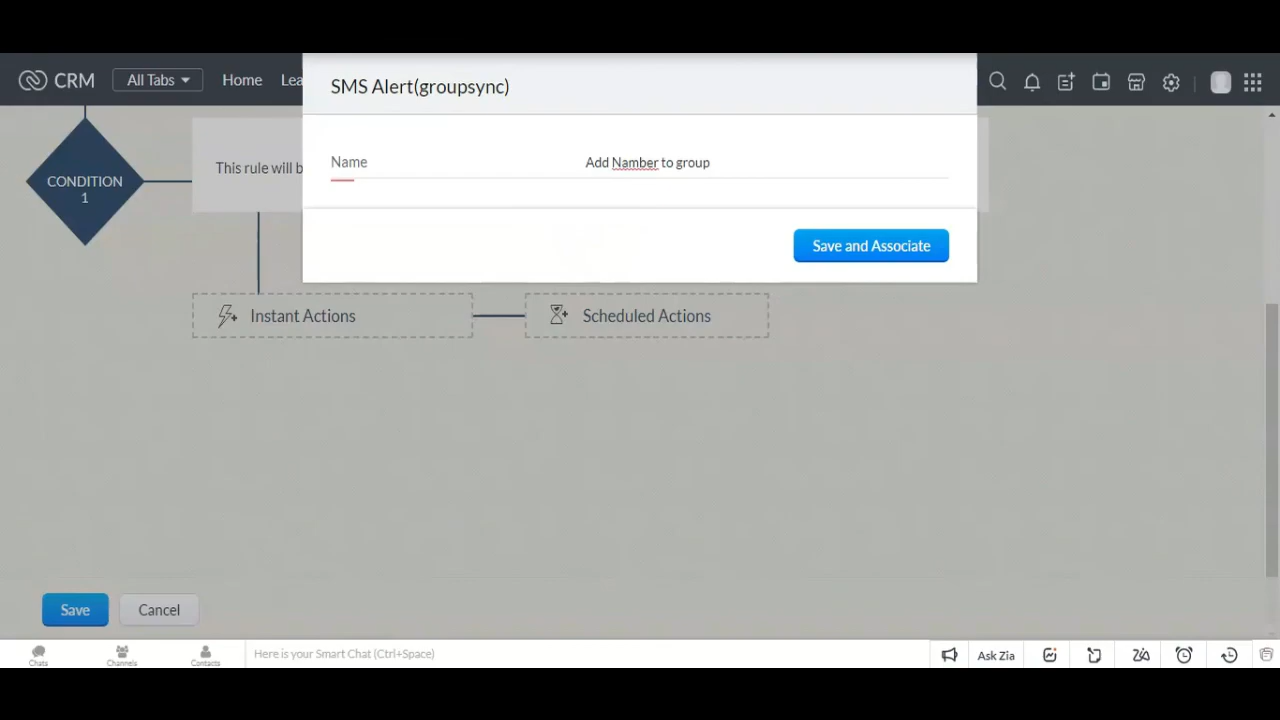 CRM All Tabs Home Lea
SMS Alert(groupsync)
Name Add Namber to group
Save and Associate
CONDITION
1
This rule will b
Instant Actions
Scheduled Actions
Save Cancel
Chats Channels Contacts
Here is your Smart Chat (Ctrl+Space)
Ask Zia